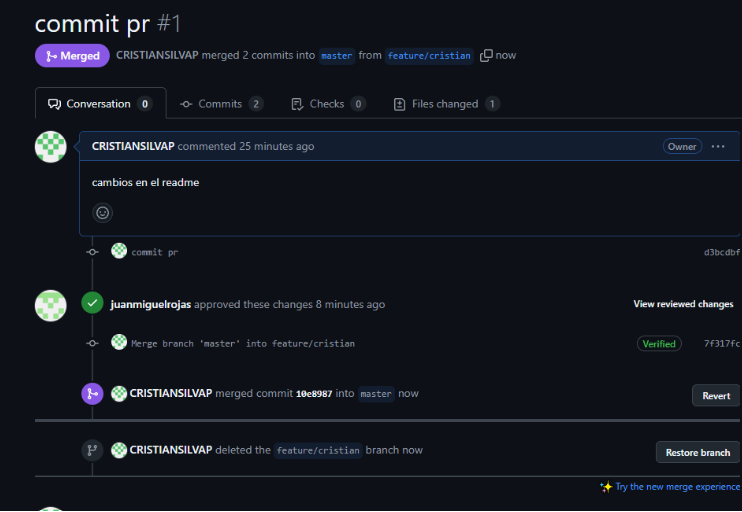 commit pr #1
Merged CRISTIANSILVAP merged 2 commits into master from feature/cristian now
Conversation 0 Commits 2 Checks 0 Files changed 1
CRISTIANSILVAP commented 25 minutes ago Owner ...
cambios en el readme
commit pr d3bcdbf
juanmiguelrojas approved these changes 8 minutes ago View reviewed changes
Merge branch 'master' into feature/cristian Verified 7f317fc
CRISTIANSILVAP merged commit 10e8987 into master now Revert
CRISTIANSILVAP deleted the feature/cristian branch now Restore branch
Try the new merge experience